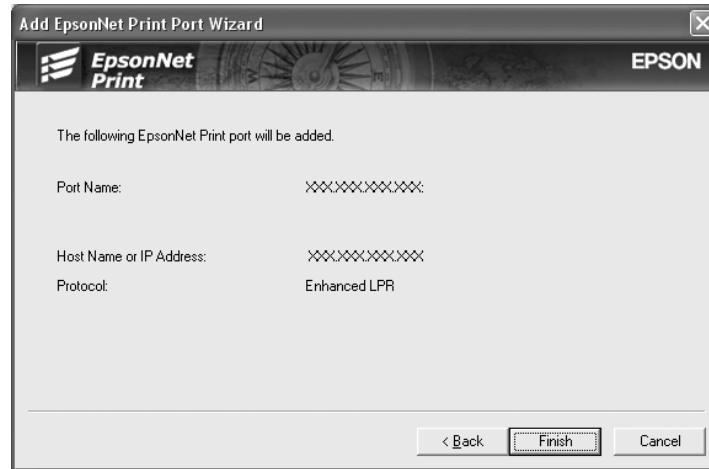 Add EpsonNet Print Port Wizard
EpsonNet
Print
EPSON
The following EpsonNet Print port will be added.
Port Name: XXX.XXX.XXX.XXX:
Host Name or IP Address: XXX.XXX.XXX.XXX
Protocol: Enhanced LPR
< Back Finish Cancel